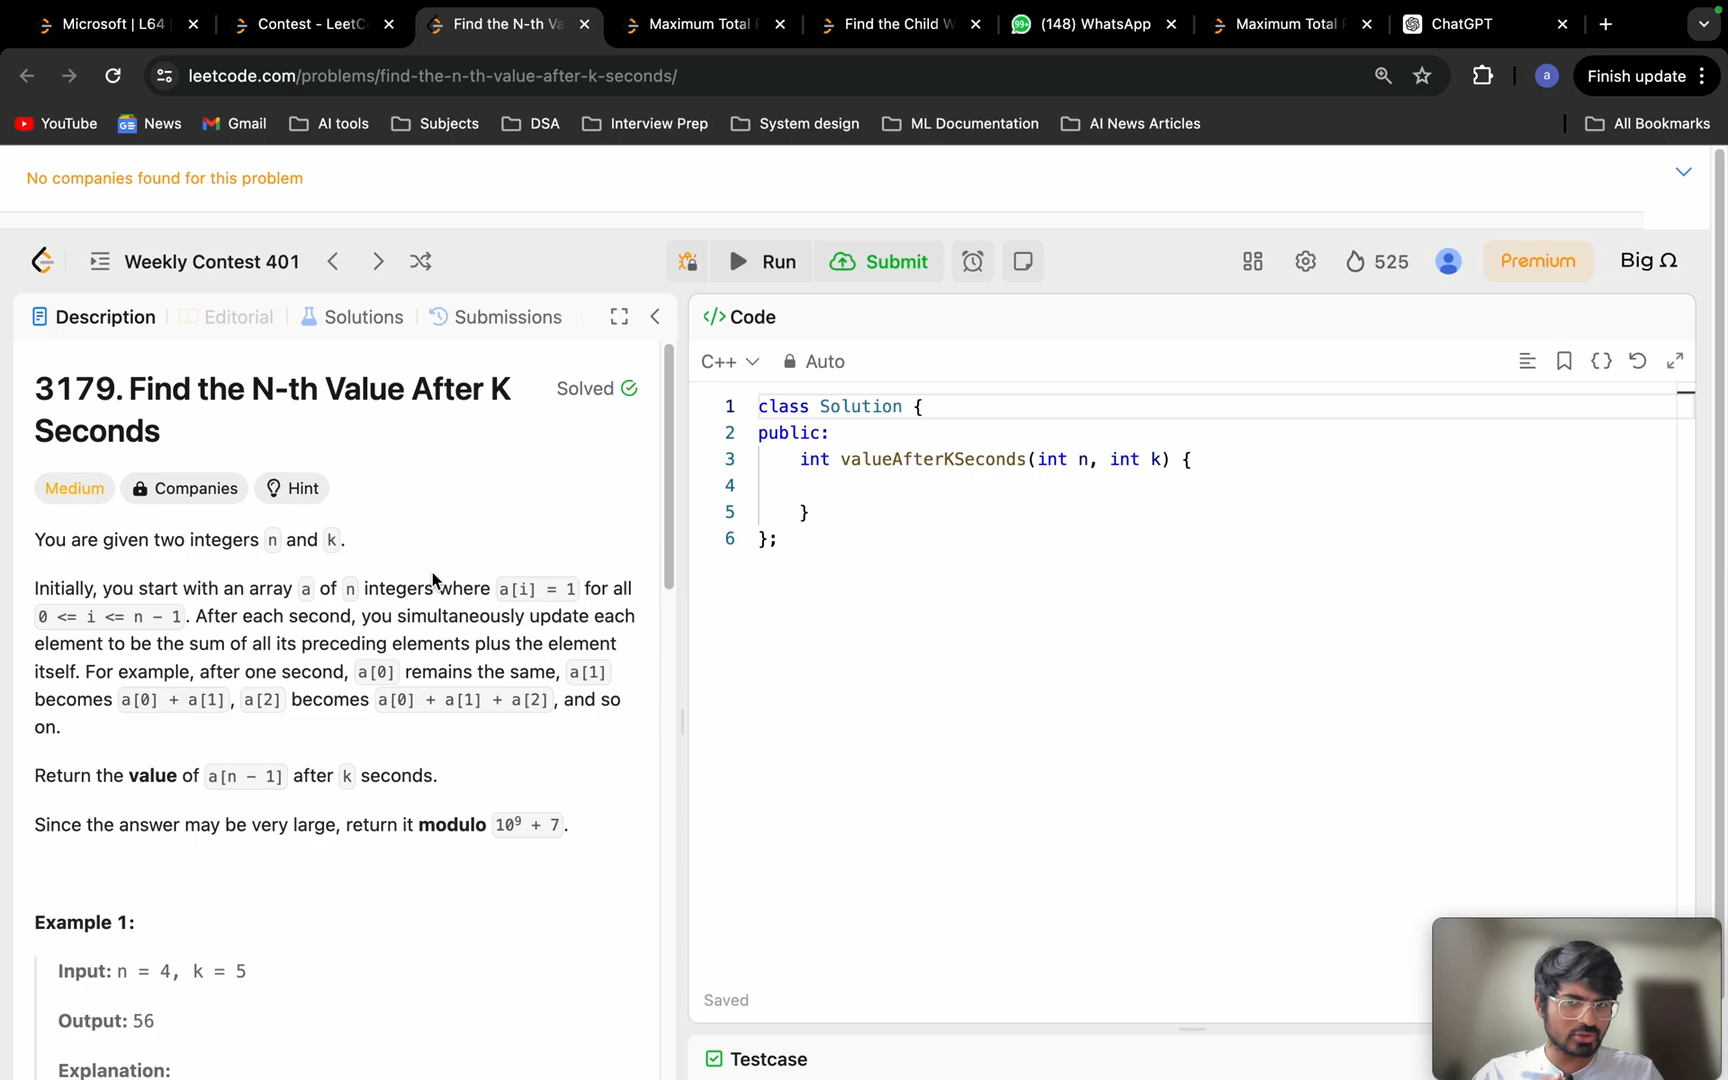 Microsoft | L64
Contest - LeetC
Find the N-th Va
Maximum Total
Find the Child W
(148) WhatsApp
Maximum Total
ChatGPT
leetcode.com/problems/find-the-n-th-value-after-k-seconds/
a
Finish update
YouTube
News
Gmail
AI tools
Subjects
DSA
Interview Prep
System design
ML Documentation
AI News Articles
All Bookmarks
No companies found for this problem
Weekly Contest 401
Run
Submit
525
Premium
Big Ω
Description
Editorial
Solutions
Submissions
</> Code
C++
Auto
3179. Find the N-th Value After K
Seconds
Solved
Medium
Companies
Hint
You are given two integers n and k.
Initially, you start with an array a of n integers where a[i] = 1 for all
0 <= i <= n - 1. After each second, you simultaneously update each
element to be the sum of all its preceding elements plus the element
itself. For example, after one second, a[0] remains the same, a[1]
becomes a[0] + a[1], a[2] becomes a[0] + a[1] + a[2], and so
on.
Return the value of a[n - 1] after k seconds.
Since the answer may be very large, return it modulo 10⁹ + 7.
Example 1:
Input: n = 4, k = 5
Output: 56
Explanation:
1 class Solution {
2 public:
3 int valueAfterKSeconds(int n, int k) {
4
5 }
6 };
Saved
Testcase